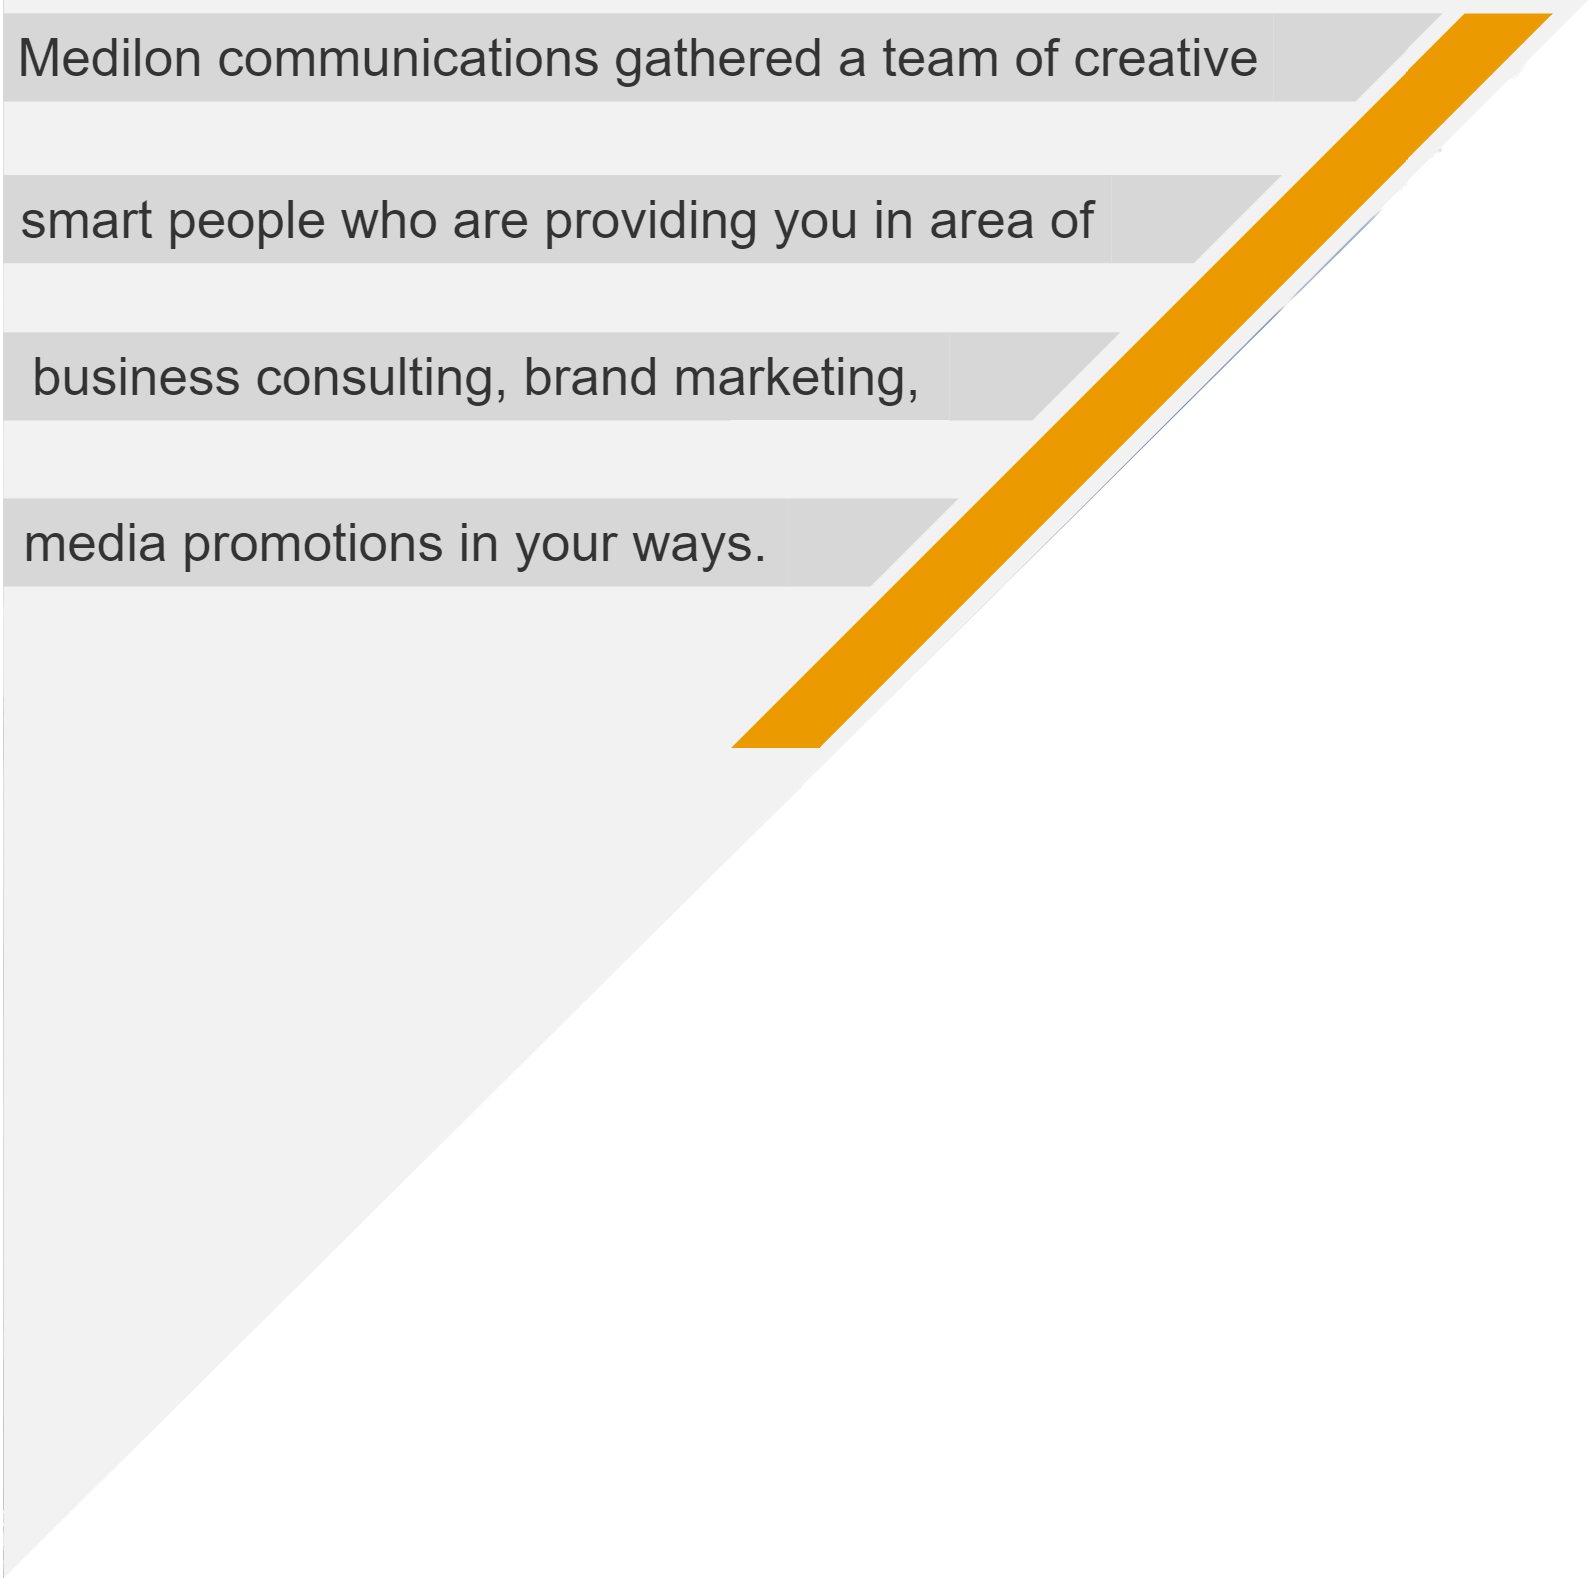 Medilon communications gathered a team of creative
smart people who are providing you in area of
business consulting, brand marketing,
media promotions in your ways.